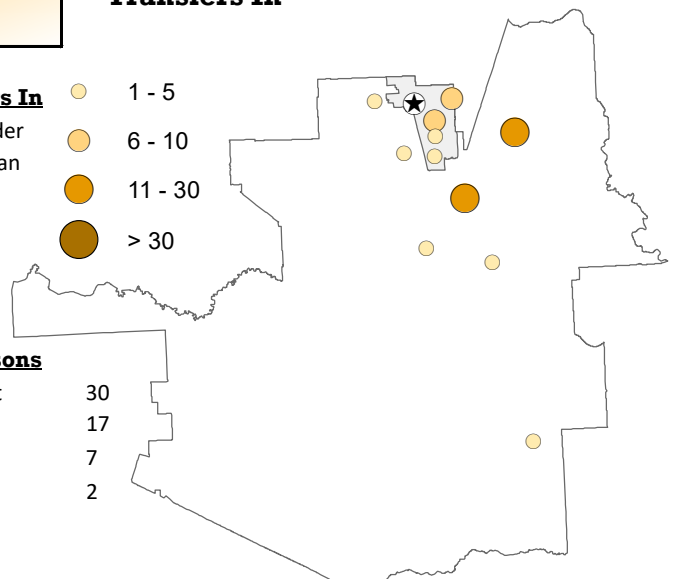 Transfers In
s In
der
an
1 - 5
6 - 10
11 - 30
> 30
sons
t 30
17
7
2